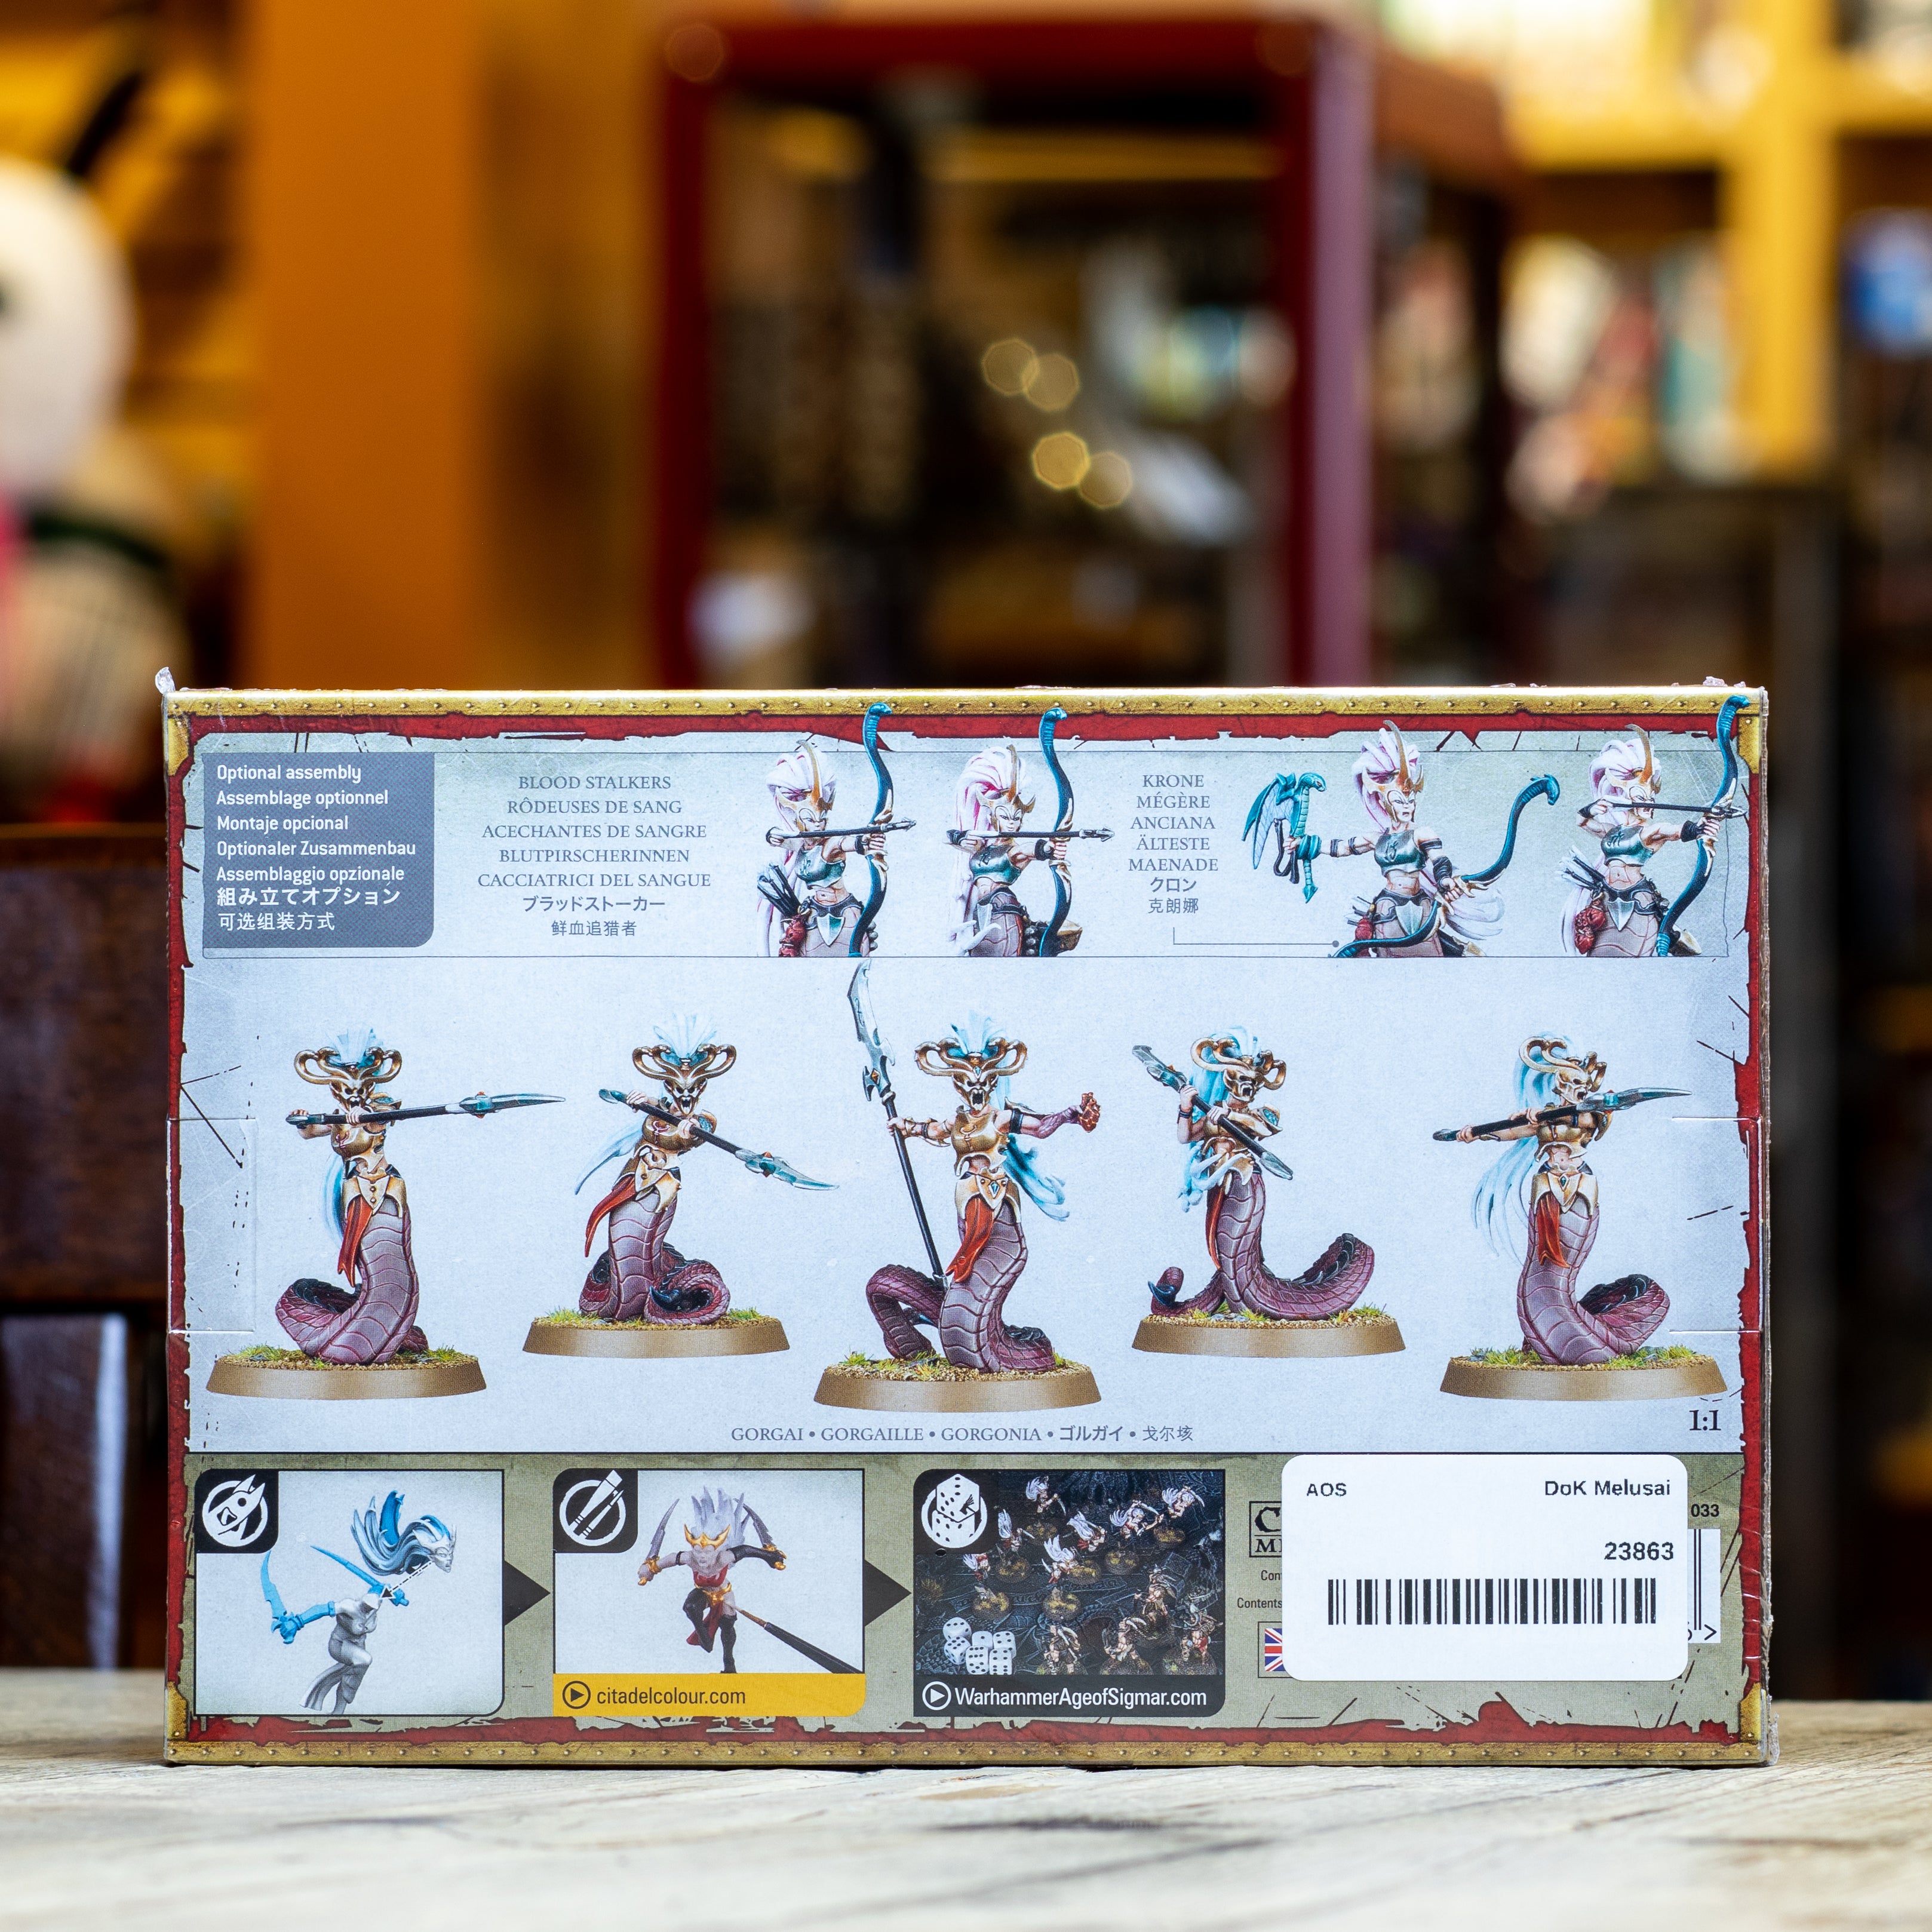 Optional assembly
Assemblage optionnel
Montaje opcional
Optionaler Zusammenbau
Assemblaggio opzionale
組み立てオプション
可选组装方式
BLOOD STALKERS
RÔDEUSES DE SANG
ACECHANTES DE SANGRE
BLUTPIRSCHERINNEN
CACCIATRICI DEL SANGUE
ブラッドストーカー
鲜血追猎者
KRONE
MÉGÈRE
ANCIANA
ÄLTESTE
MAENADE
クロン
克朗娜
GORGAI • GORGAILLE • GORGONIA • ゴルガイ • 戈尔垓
1:1
citadelcolour.com
WarhammerAgeofSigmar.com
Contents
AOS DoK Melusai
23863
033